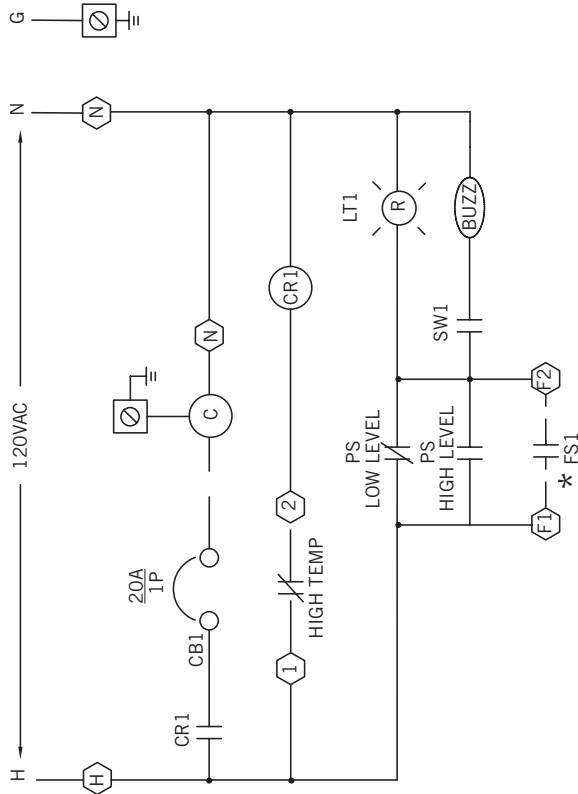 H 120VAC N G
H N
20A
1P
CR1 CB1 C N
1 HIGH TEMP 2 CR1
LT1
PS
LOW LEVEL
R
PS
HIGH LEVEL
SW1 BUZZ
F1 F2
* FS1